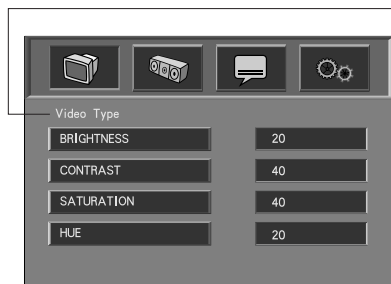 Video Type
BRIGHTNESS 20
CONTRAST 40
SATURATION 40
HUE 20